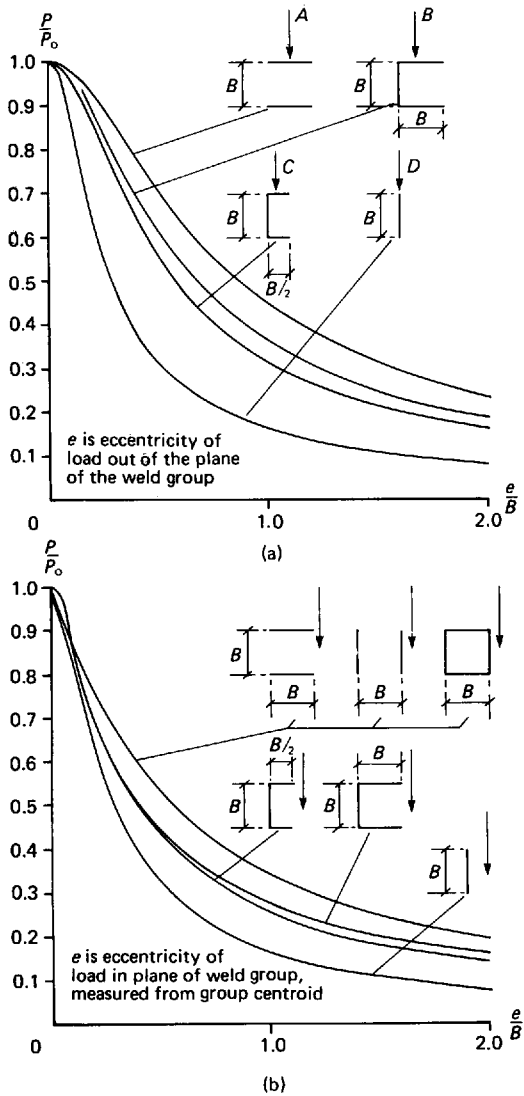 P/P₀
A
B
1.0
0.9
0.8
0.7
0.6
0.5
0.4
0.3
0.2
0.1
0
B
B
B
C
D
B
B
B/2
e is eccentricity of
load out of the plane
of the weld group
1.0
2.0
e/B
(a)
P/P₀
1.0
0.9
0.8
0.7
0.6
0.5
0.4
0.3
0.2
0.1
0
B
B
B
B
B/2
B
B
B
B
e is eccentricity of
load in plane of weld group,
measured from group centroid
1.0
2.0
e/B
(b)